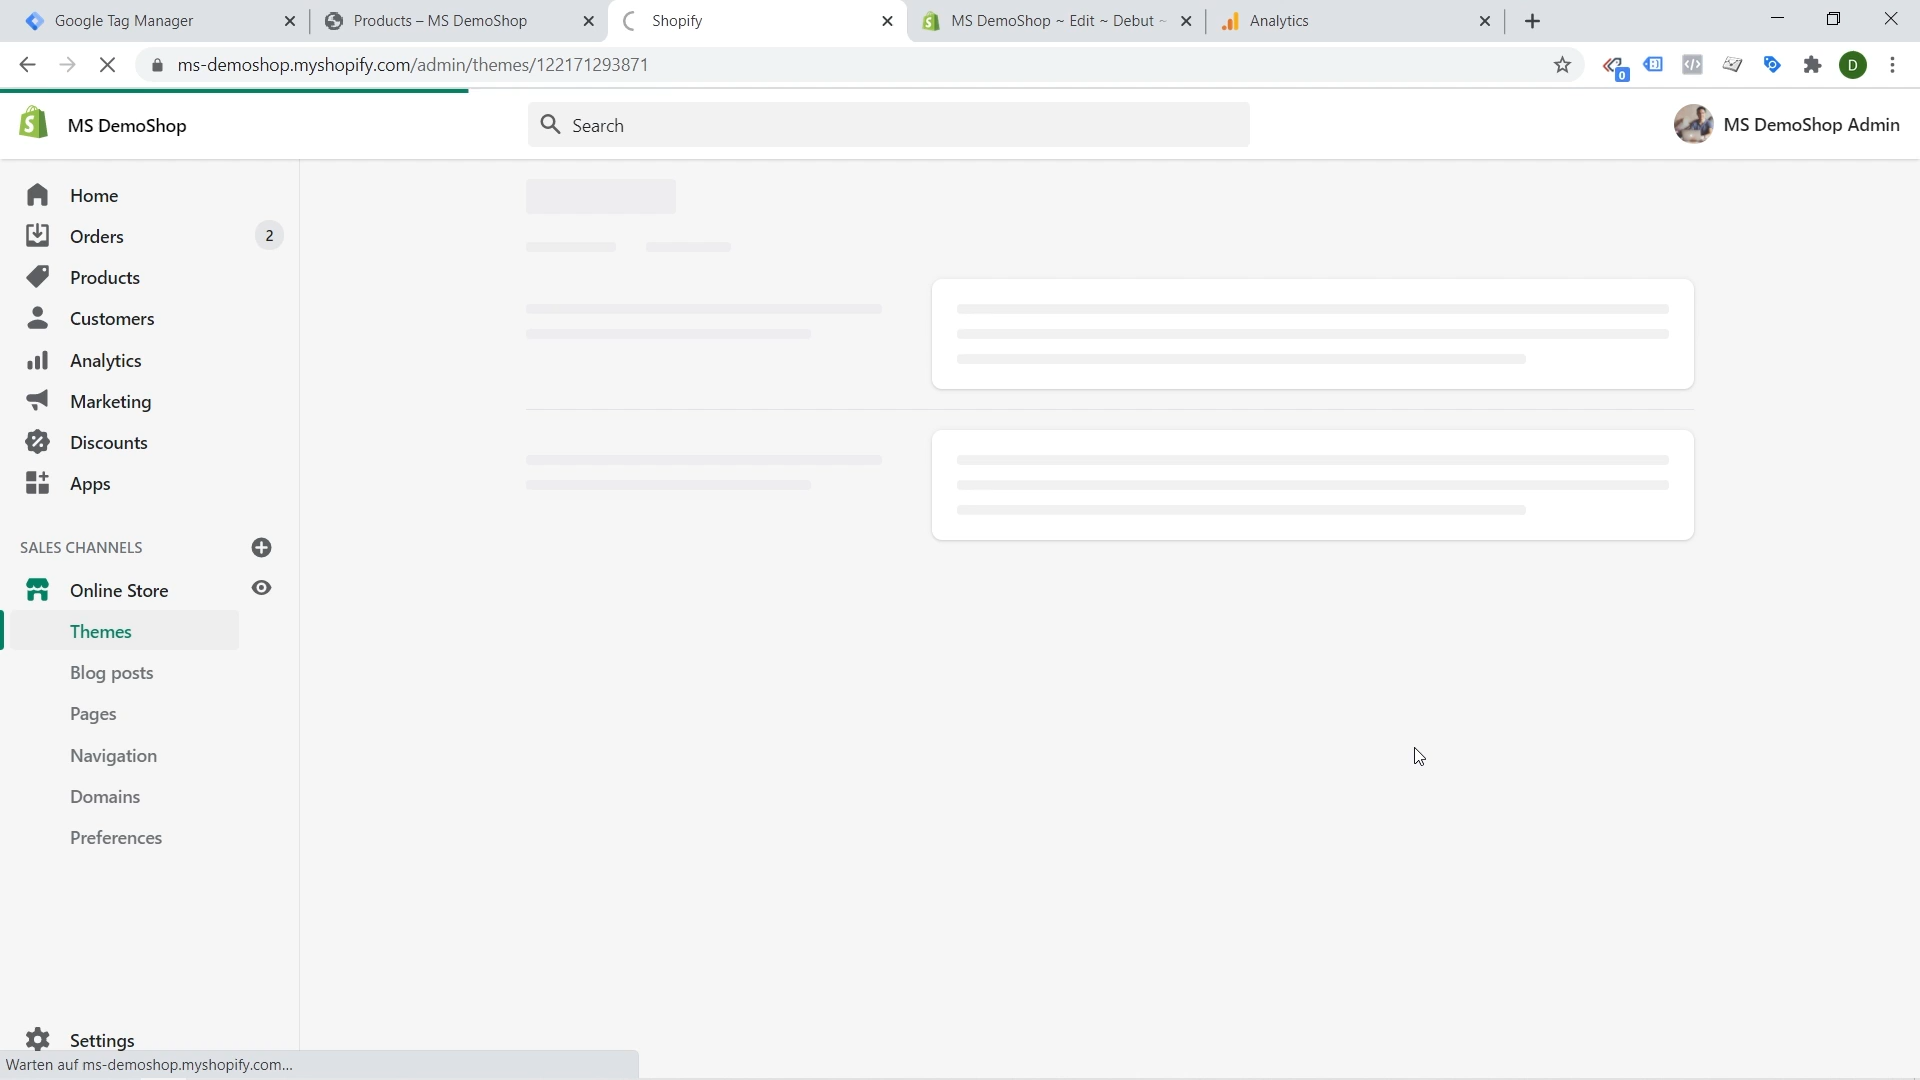 Google Tag Manager
Products – MS DemoShop
Shopify
MS DemoShop ~ Edit ~ Debut ~
Analytics
ms-demoshop.myshopify.com/admin/themes/122171293871
0
D
MS DemoShop
Search
MS DemoShop Admin
Home
Orders 2
Products
Customers
Analytics
Marketing
Discounts
Apps
SALES CHANNELS
Online Store
Themes
Blog posts
Pages
Navigation
Domains
Preferences
Settings
Warten auf ms-demoshop.myshopify.com...